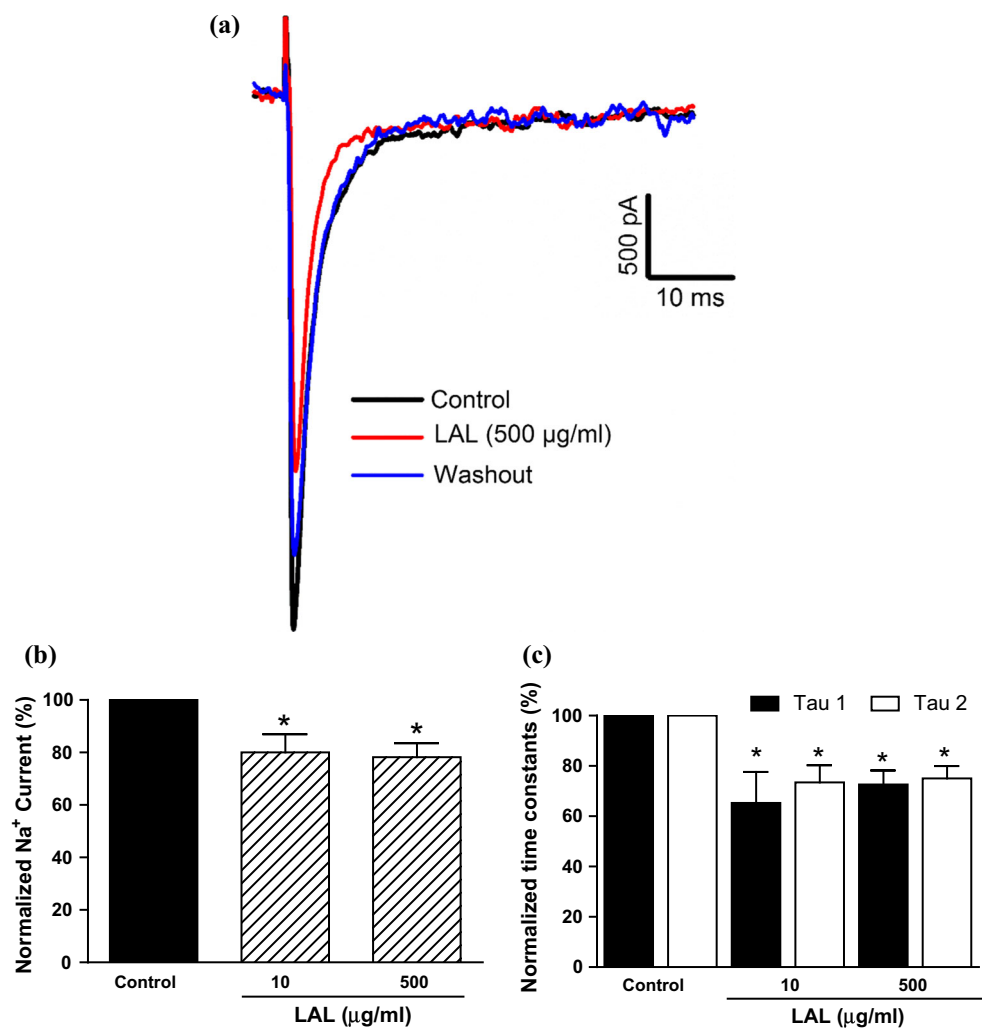 (a)
500 pA
10 ms
Control
LAL (500 µg/ml)
Washout
(b)
Normalized Na⁺ Current (%)
100
80
60
40
20
0
Control
10
500
LAL (µg/ml)
*
*
(c)
Tau 1
Tau 2
Normalized time constants (%)
100
80
60
40
20
0
*
*
*
*
Control
10
500
LAL (µg/ml)